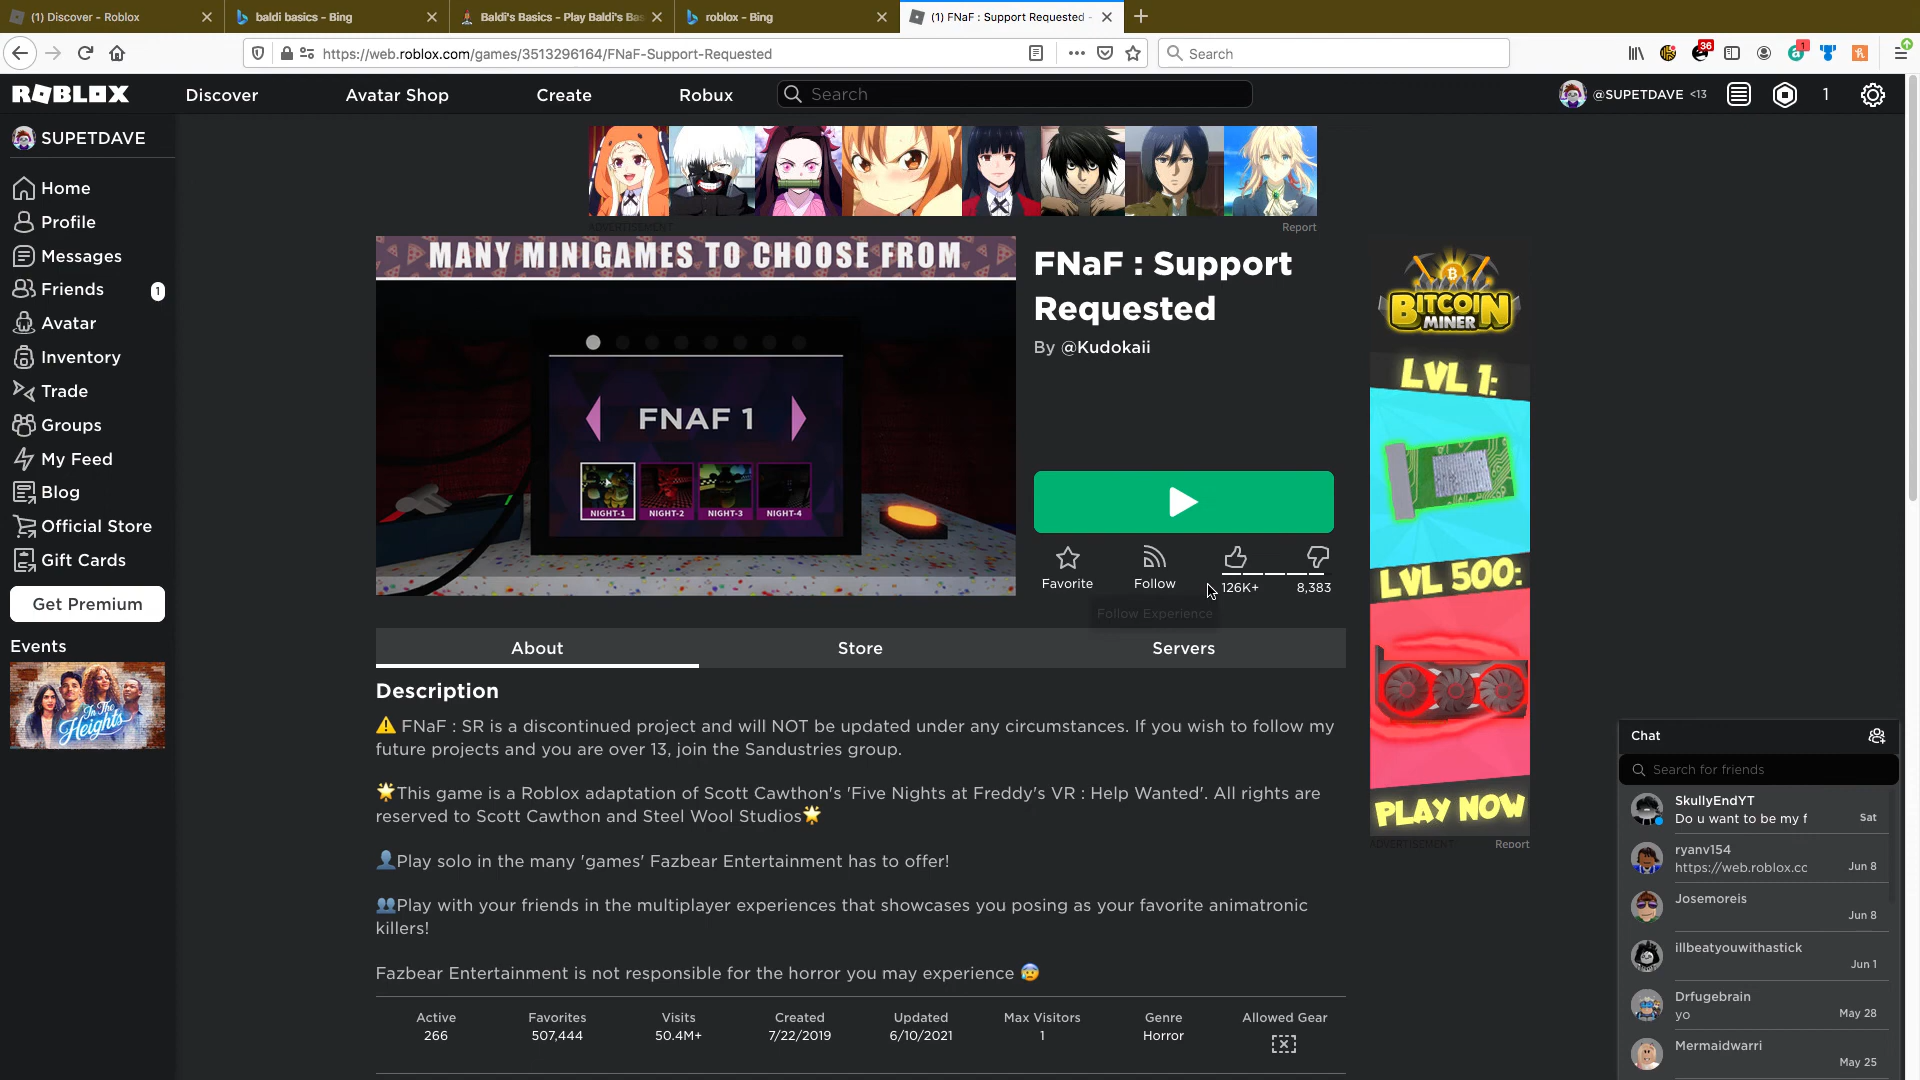 (1) Discover - Roblox
baldi basics - Bing
Baldi's Basics - Play Baldi's Bas
roblox - Bing
(1) FNaF : Support Requested -
https://web.roblox.com/games/3513296164/FNaF-Support-Requested
Search
36
1
ROBLOX
Discover
Avatar Shop
Create
Robux
Search
@SUPETDAVE <13
1
SUPETDAVE
Home
Profile
Messages
Friends
1
Avatar
Inventory
Trade
Groups
My Feed
Blog
Official Store
Gift Cards
Get Premium
Events
In The Heights
ADVERTISEMENT
Report
MANY MINIGAMES TO CHOOSE FROM
FNAF 1
NIGHT-1
NIGHT-2
NIGHT-3
NIGHT-4
FNaF : Support
Requested
By @Kudokaii
Favorite
Follow
126K+
8,383
Follow Experience
BITCOIN
MINER
LVL 1:
LVL 500:
PLAY NOW
ADVERTISEMENT
Report
About
Store
Servers
Description
⚠️ FNaF : SR is a discontinued project and will NOT be updated under any circumstances. If you wish to follow my
future projects and you are over 13, join the Sandustries group.
🌟This game is a Roblox adaptation of Scott Cawthon's 'Five Nights at Freddy's VR : Help Wanted'. All rights are
reserved to Scott Cawthon and Steel Wool Studios🌟
👤Play solo in the many 'games' Fazbear Entertainment has to offer!
👥Play with your friends in the multiplayer experiences that showcases you posing as your favorite animatronic
killers!
Fazbear Entertainment is not responsible for the horror you may experience 😰
Active
Favorites
Visits
Created
Updated
Max Visitors
Genre
Allowed Gear
266
507,444
50.4M+
7/22/2019
6/10/2021
1
Horror
Chat
Search for friends
SkullyEndYT
Do u want to be my f
Sat
ryanv154
https://web.roblox.cc
Jun 8
Josemoreis
Jun 8
illbeatyouwithastick
Jun 1
Drfugebrain
yo
May 28
Mermaidwarri
May 25